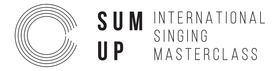 SUM UP
INTERNATIONAL
SINGING
MASTERCLASS